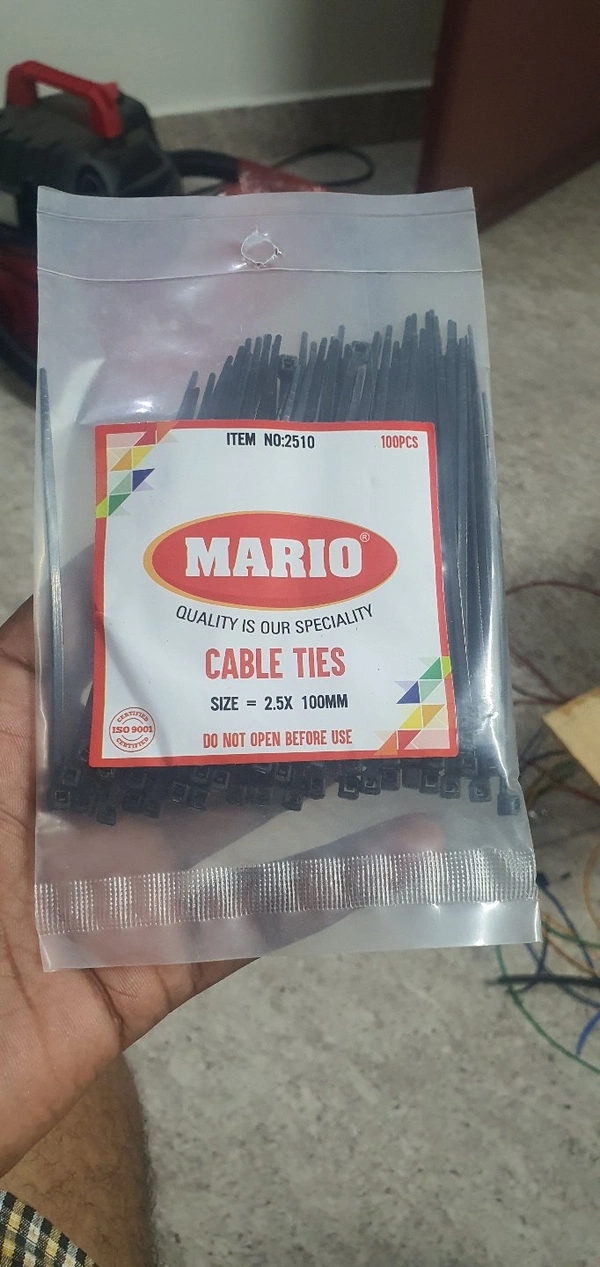 ITEM NO:2510
100PCS
MARIO®
QUALITY IS OUR SPECIALITY
CABLE TIES
SIZE = 2.5X 100MM
CERTIFIED
ISO 9001
CERTIFIED
DO NOT OPEN BEFORE USE